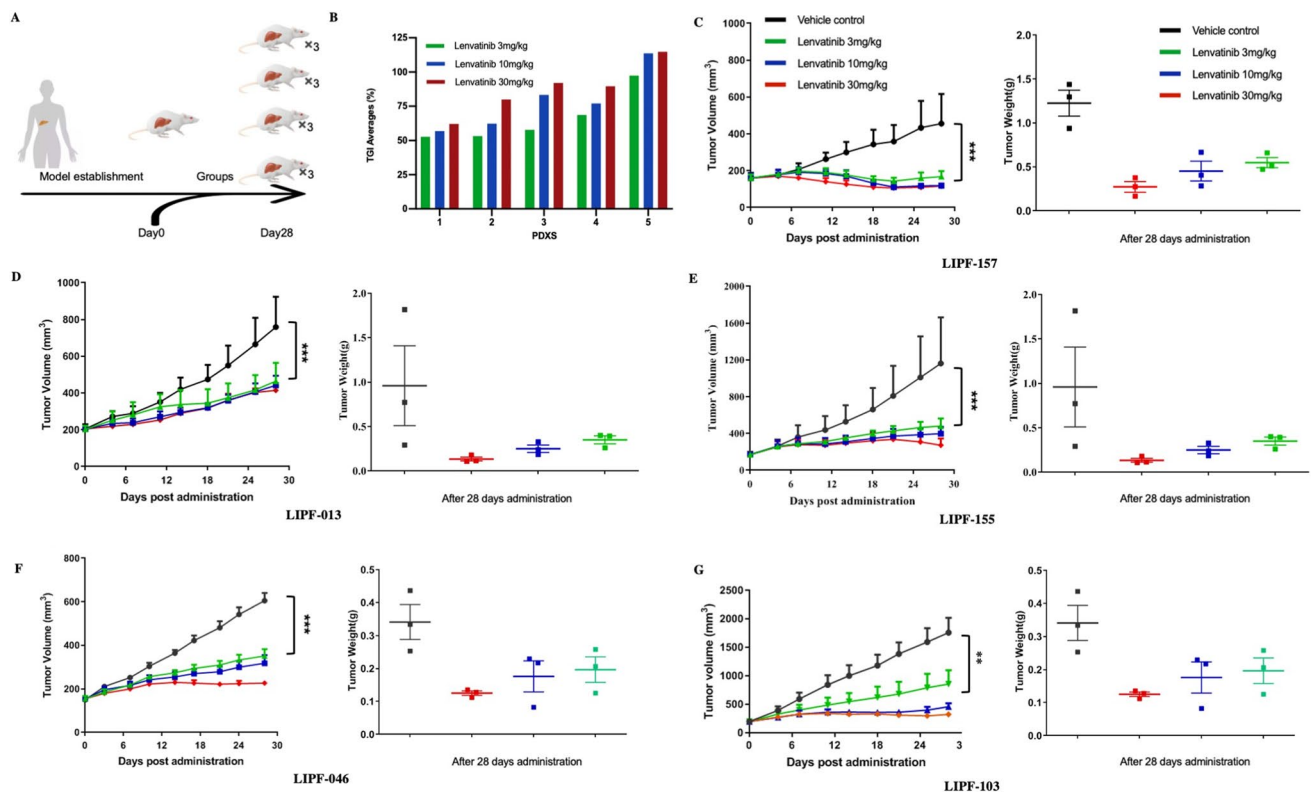 A
Model establishment
Groups
Day0
Day28
×3
×3
×3
×3
B
TGI Averages (%)
125
100
75
50
25
0
Lenvatinib 3mg/kg
Lenvatinib 10mg/kg
Lenvatinib 30mg/kg
1 2 3 4 5
PDXS
C
Tumor Volume (mm3)
1000
800
600
400
200
0
Vehicle control
Lenvatinib 3mg/kg
Lenvatinib 10mg/kg
Lenvatinib 30mg/kg
***
0 6 12 18 24 30
Days post administration
Tumor Weight(g)
2.0
1.5
1.0
0.5
0.0
Vehicle control
Lenvatinib 3mg/kg
Lenvatinib 10mg/kg
Lenvatinib 30mg/kg
After 28 days administration
LIPF-157
D
Tumor Volume (mm3)
1000
800
600
400
200
0
***
0 6 12 18 24 30
Days post administration
Tumor Weight(g)
2.0
1.5
1.0
0.5
0.0
After 28 days administration
LIPF-013
E
Tumor Volume (mm3)
2000
1600
1200
800
400
0
***
0 6 12 18 24 30
Days post administration
Tumor Weight(g)
2.0
1.5
1.0
0.5
0.0
After 28 days administration
LIPF-155
F
Tumor Volume (mm3)
800
600
400
200
0
***
0 6 12 18 24 30
Days post administration
Tumor Weight(g)
0.5
0.4
0.3
0.2
0.1
0.0
After 28 days administration
LIPF-046
G
Tumor volume (mm3)
2500
2000
1500
1000
500
0
**
0 6 12 18 24 3
Days post administration
Tumor Weight(g)
0.5
0.4
0.3
0.2
0.1
0.0
After 28 days administration
LIPF-103